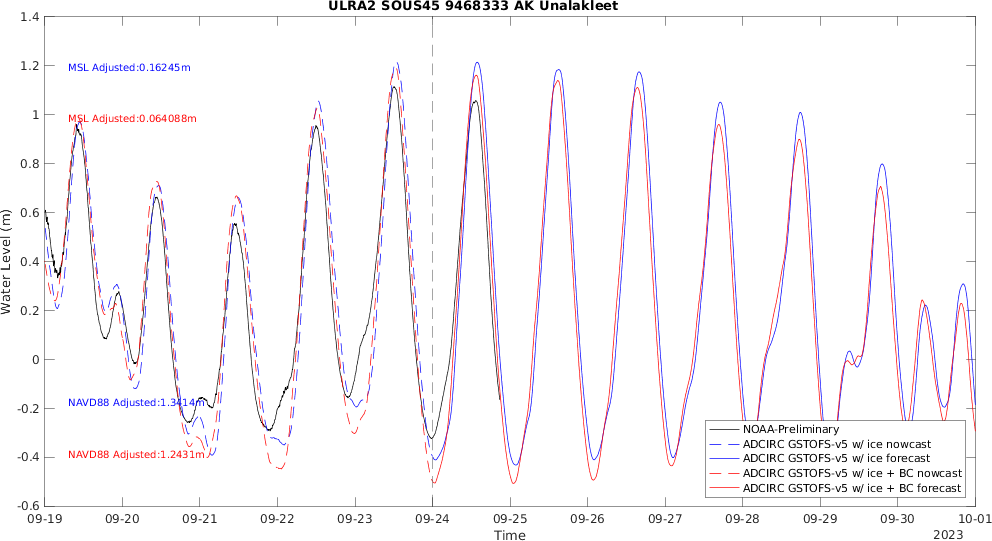 ULRA2 SOUS45 9468333 AK Unalakleet
1.4
1.2
1
0.8
0.6
0.4
0.2
0
-0.2
-0.4
-0.6
Water Level (m)
MSL Adjusted:0.16245m
MSL Adjusted:0.064088m
NAVD88 Adjusted:1.3414m
NAVD88 Adjusted:1.2431m
NOAA-Preliminary
ADCIRC GSTOFS-v5 w/ ice nowcast
ADCIRC GSTOFS-v5 w/ ice forecast
ADCIRC GSTOFS-v5 w/ ice + BC nowcast
ADCIRC GSTOFS-v5 w/ ice + BC forecast
09-19 09-20 09-21 09-22 09-23 09-24 09-25 09-26 09-27 09-28 09-29 09-30 10-01
Time
2023